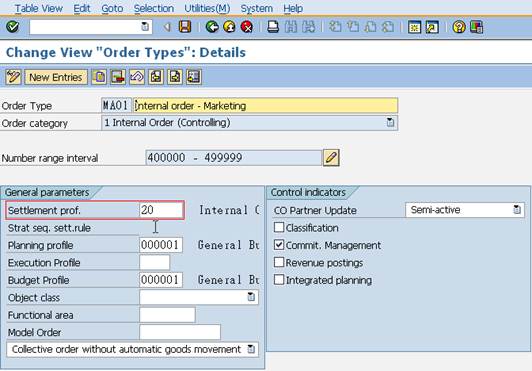 Table View Edit Goto Selection Utilities(M) System Help
Change View "Order Types": Details
New Entries
Order Type MA01 Internal order - Marketing
Order category 1 Internal Order (Controlling)
Number range interval 400000 - 499999
General parameters
Settlement prof. 20 Internal O
Strat seq. sett.rule
Planning profile 000001 General Bu
Execution Profile
Budget Profile 000001 General Bu
Object class
Functional area
Model Order
Collective order without automatic goods movement
Control indicators
CO Partner Update Semi-active
Classification
Commit. Management
Revenue postings
Integrated planning